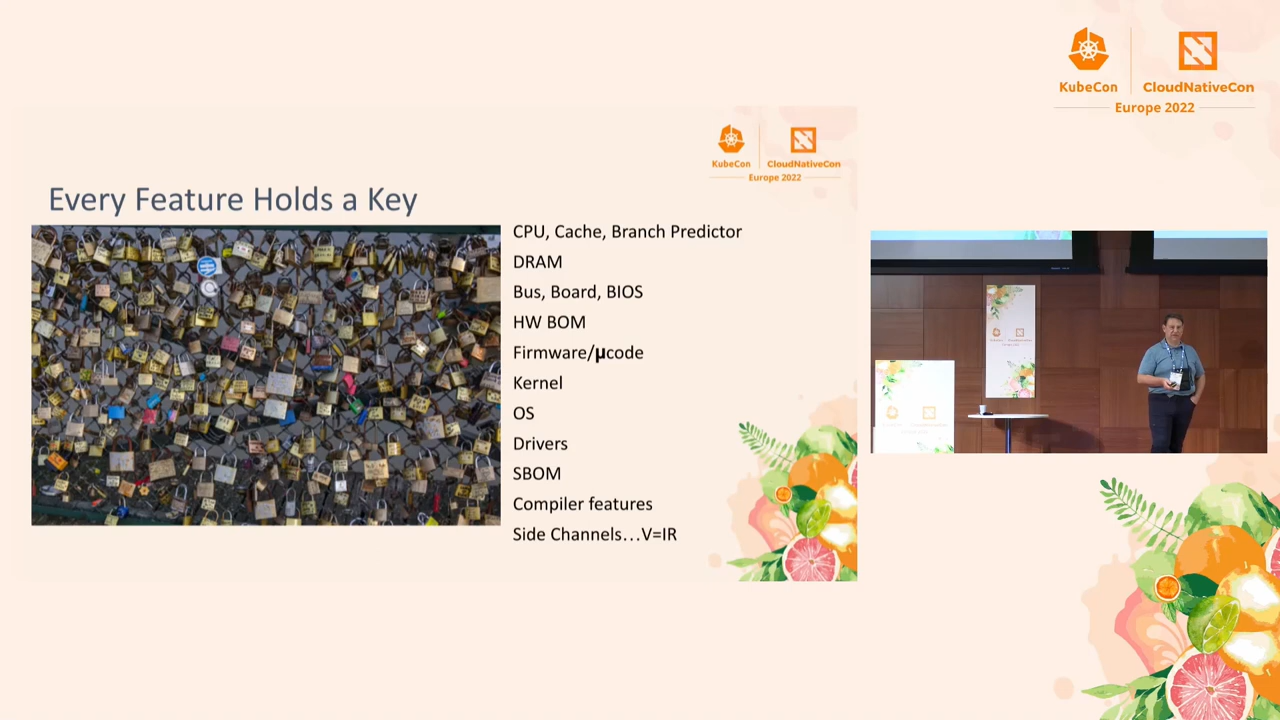 KubeCon
CloudNativeCon
Europe 2022
KubeCon
CloudNativeCon
Europe 2022
Every Feature Holds a Key
CPU, Cache, Branch Predictor
DRAM
Bus, Board, BIOS
HW BOM
Firmware/μcode
Kernel
OS
Drivers
SBOM
Compiler features
Side Channels…V=IR